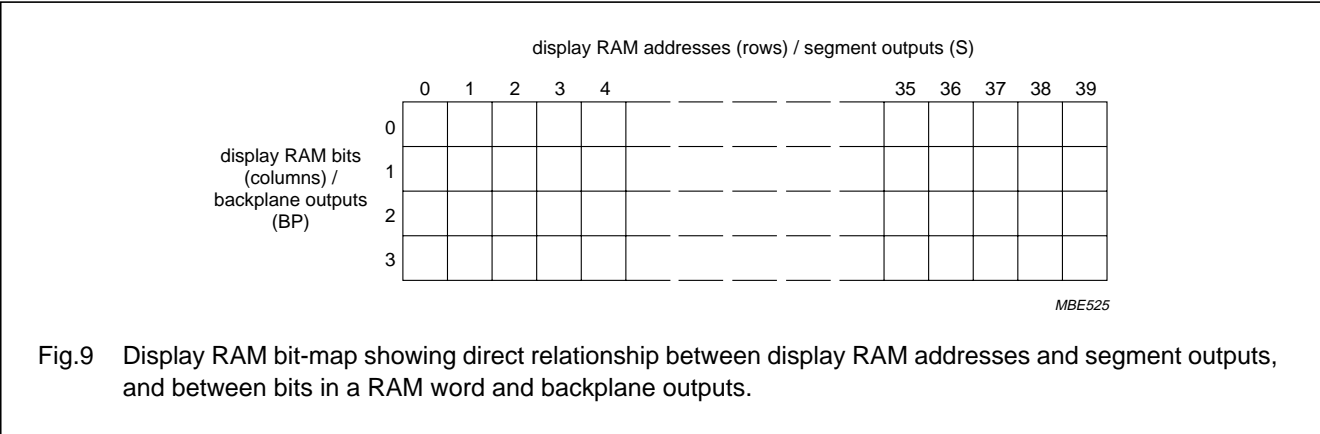 display RAM addresses (rows) / segment outputs (S)
0 1 2 3 4 35 36 37 38 39
0
display RAM bits
(columns) /
backplane outputs
(BP)
1
2
3
MBE525
Fig.9 Display RAM bit-map showing direct relationship between display RAM addresses and segment outputs,
and between bits in a RAM word and backplane outputs.